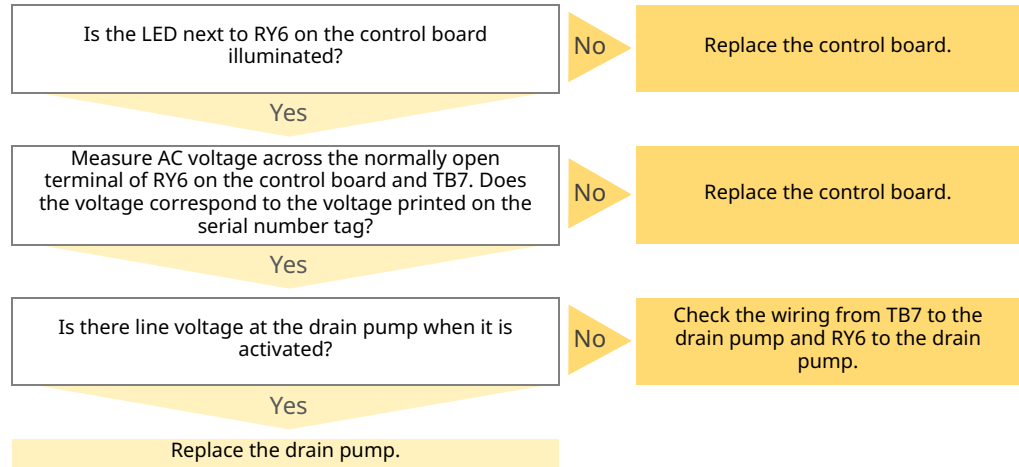 Is the LED next to RY6 on the control board
illuminated?
No
Replace the control board.
Yes
Measure AC voltage across the normally open
terminal of RY6 on the control board and TB7. Does
the voltage correspond to the voltage printed on the
serial number tag?
No
Replace the control board.
Yes
Is there line voltage at the drain pump when it is
activated?
No
Check the wiring from TB7 to the
drain pump and RY6 to the drain
pump.
Yes
Replace the drain pump.